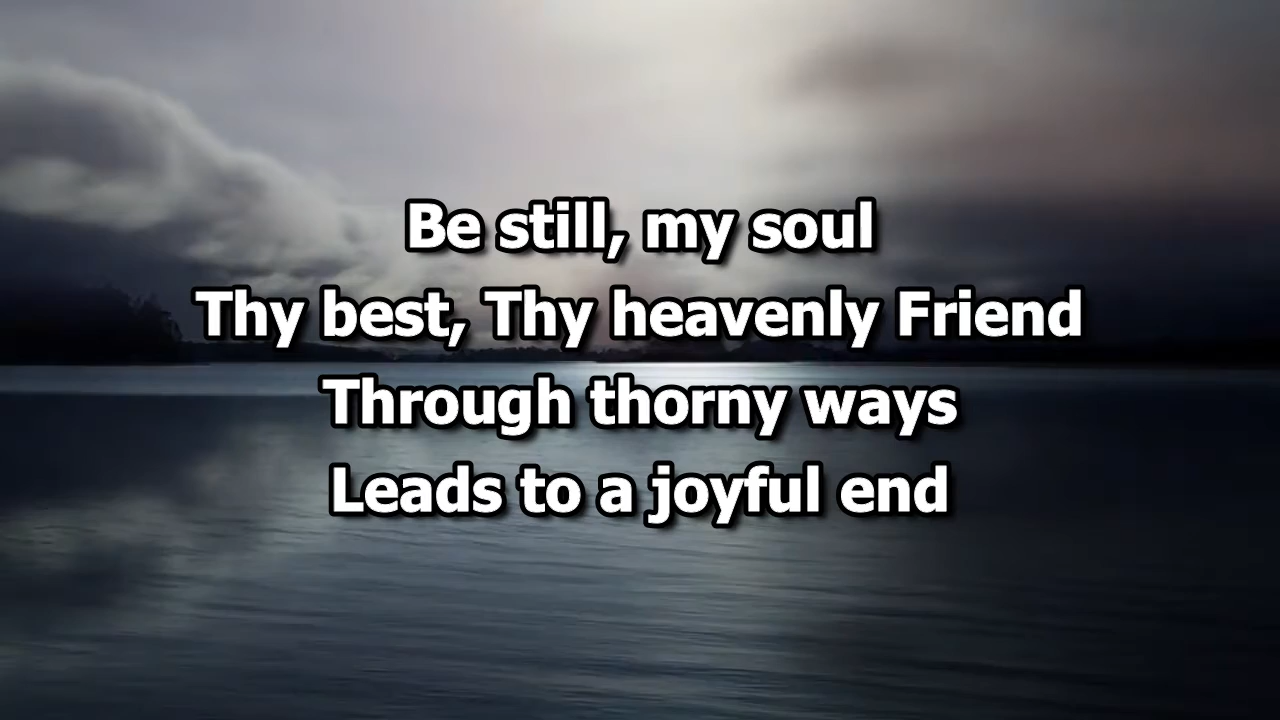 Be still, my soul
Thy best, Thy heavenly Friend
Through thorny ways
Leads to a joyful end